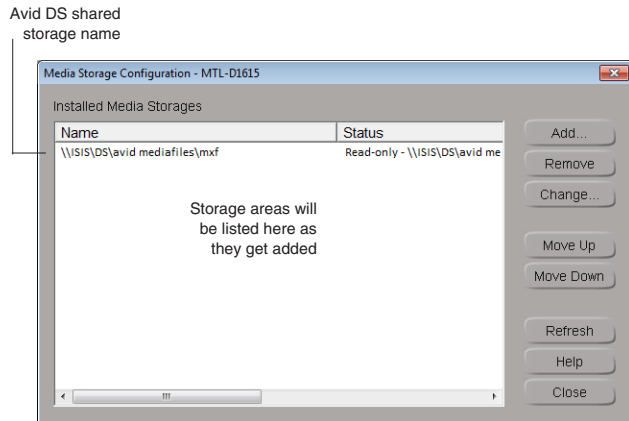 Avid DS shared
storage name
Media Storage Configuration - MTL-D1615
Installed Media Storages
Name Status
\\ISIS\DS\avid mediafiles\mxf Read-only - \\ISIS\DS\avid me
Storage areas will
be listed here as
they get added
Add...
Remove
Change...
Move Up
Move Down
Refresh
Help
Close